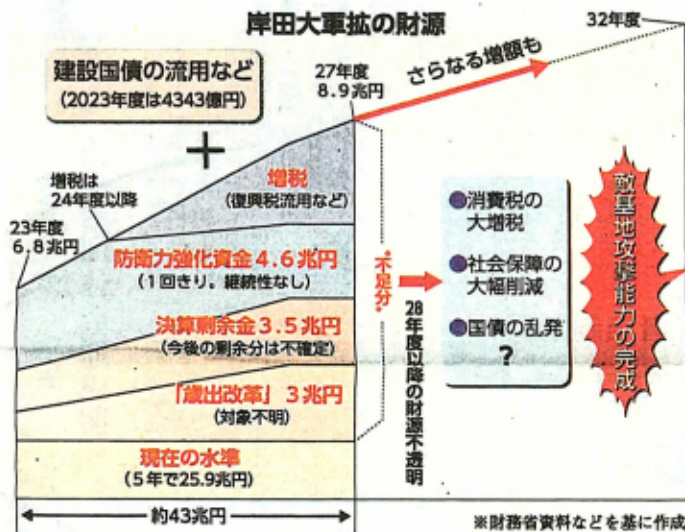 岸田大軍拡の財源
32年度
建設国債の流用など
(2023年度は4343億円)
27年度
8.9兆円
さらなる増額も
+
増税は
24年度以降
増税
(復興税流用など)
23年度
6.8兆円
防衛力強化資金4.6兆円
(1回きり。継続性なし)
決算剰余金3.5兆円
(今後の剰余分は不確定)
「歳出改革」3兆円
(対象不明)
現在の水準
(5年で25.9兆円)
約43兆円
"不足分"
28年度以降の財源不透明
●消費税の
大増税
●社会保障の
大幅削減
●国債の乱発
?
敵基地攻撃能力の完成
※財務省資料などを基に作成